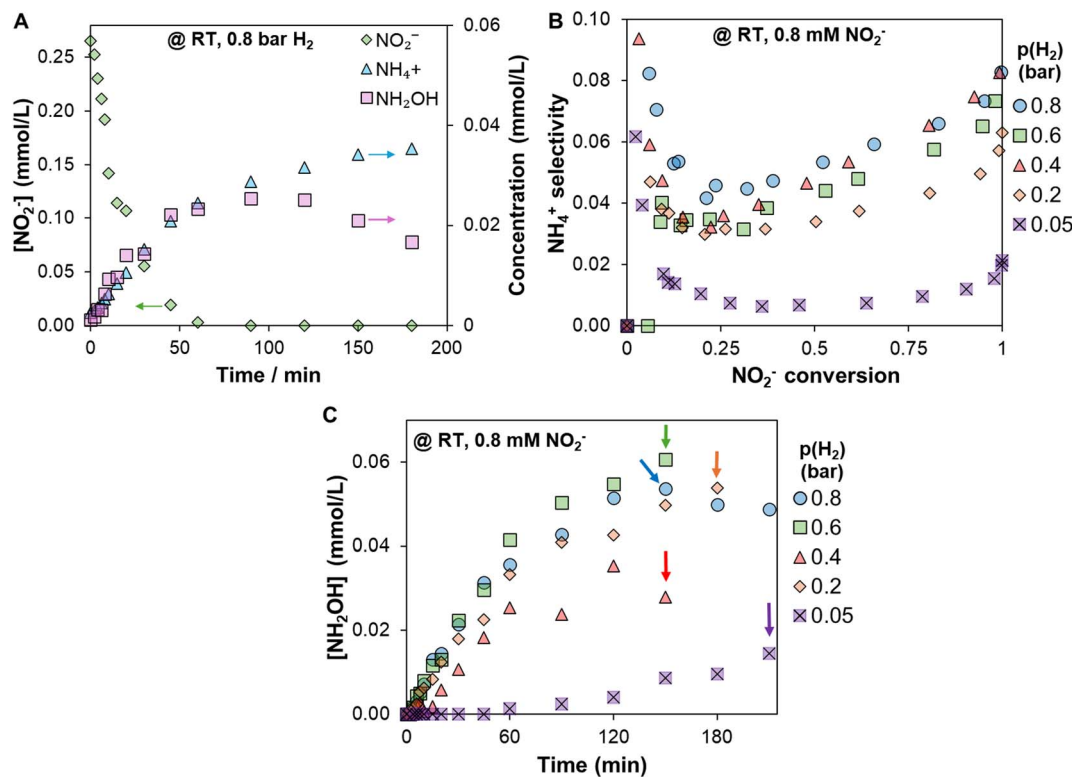 A
@ RT, 0.8 bar H₂
NO₂⁻
NH₄+
NH₂OH
[NO₂-] (mmol/L)
0.25
0.20
0.15
0.10
0.05
0.00
0.06
0.04
0.02
0
Concentration (mmol/L)
0 50 100 150 200
Time / min
B
@ RT, 0.8 mM NO₂⁻
NH₄⁺ selectivity
0.10
0.08
0.06
0.04
0.02
0.00
0 0.25 0.50 0.75 1
NO₂⁻ conversion
p(H₂)
(bar)
0.8
0.6
0.4
0.2
0.05
C
@ RT, 0.8 mM NO₂⁻
[NH₂OH] (mmol/L)
0.06
0.04
0.02
0.00
0 60 120 180
Time (min)
p(H₂)
(bar)
0.8
0.6
0.4
0.2
0.05